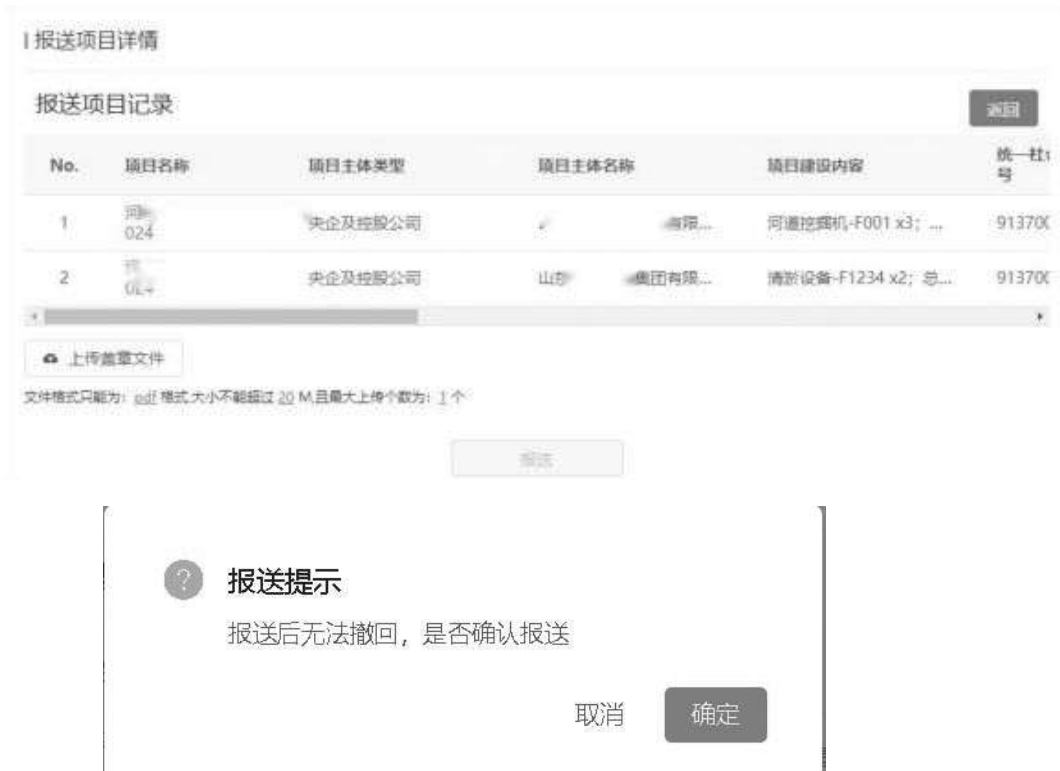 报送项目详情
报送项目记录
返回
No. 项目名称 项目主体类型 项目主体名称 项目建设内容 统一社
号
1 024 央企及控股公司 有限... 河道挖掘机-F001 x3; ... 91370
2 央企及控股公司 山 集团有限... 清淤设备-F1234 x2; 总... 91370
上传盖章文件
文件格式只能为: pdf 格式,大小不能超过 20 M,且最大上传个数为: 1 个
报送
报送提示
报送后无法撤回，是否确认报送
取消 确定